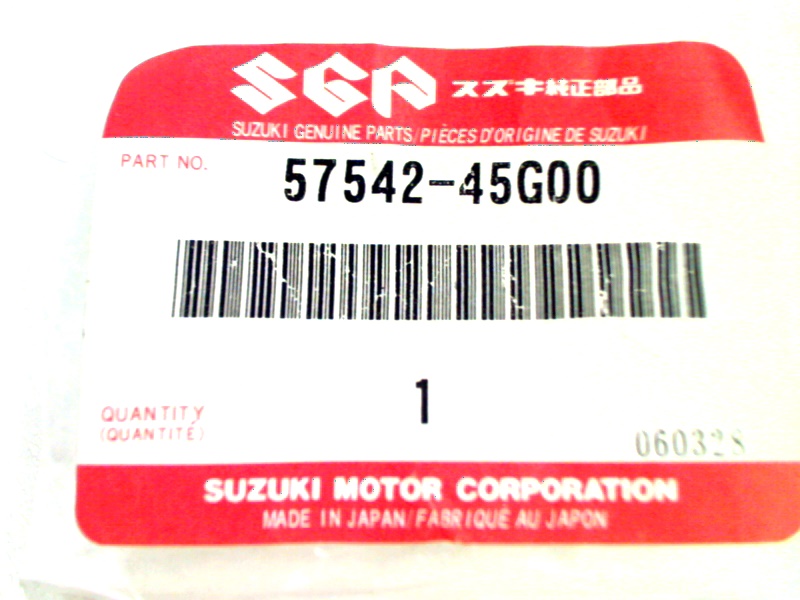 SGP スズキ純正部品
SUZUKI GENUINE PARTS/PIÈCES D'ORIGINE DE SUZUKI
PART NO. 57542-45G00
QUANTITY 1
(QUANTITÉ)
060328
SUZUKI MOTOR CORPORATION
MADE IN JAPAN/FABRIQUÉ AU JAPON